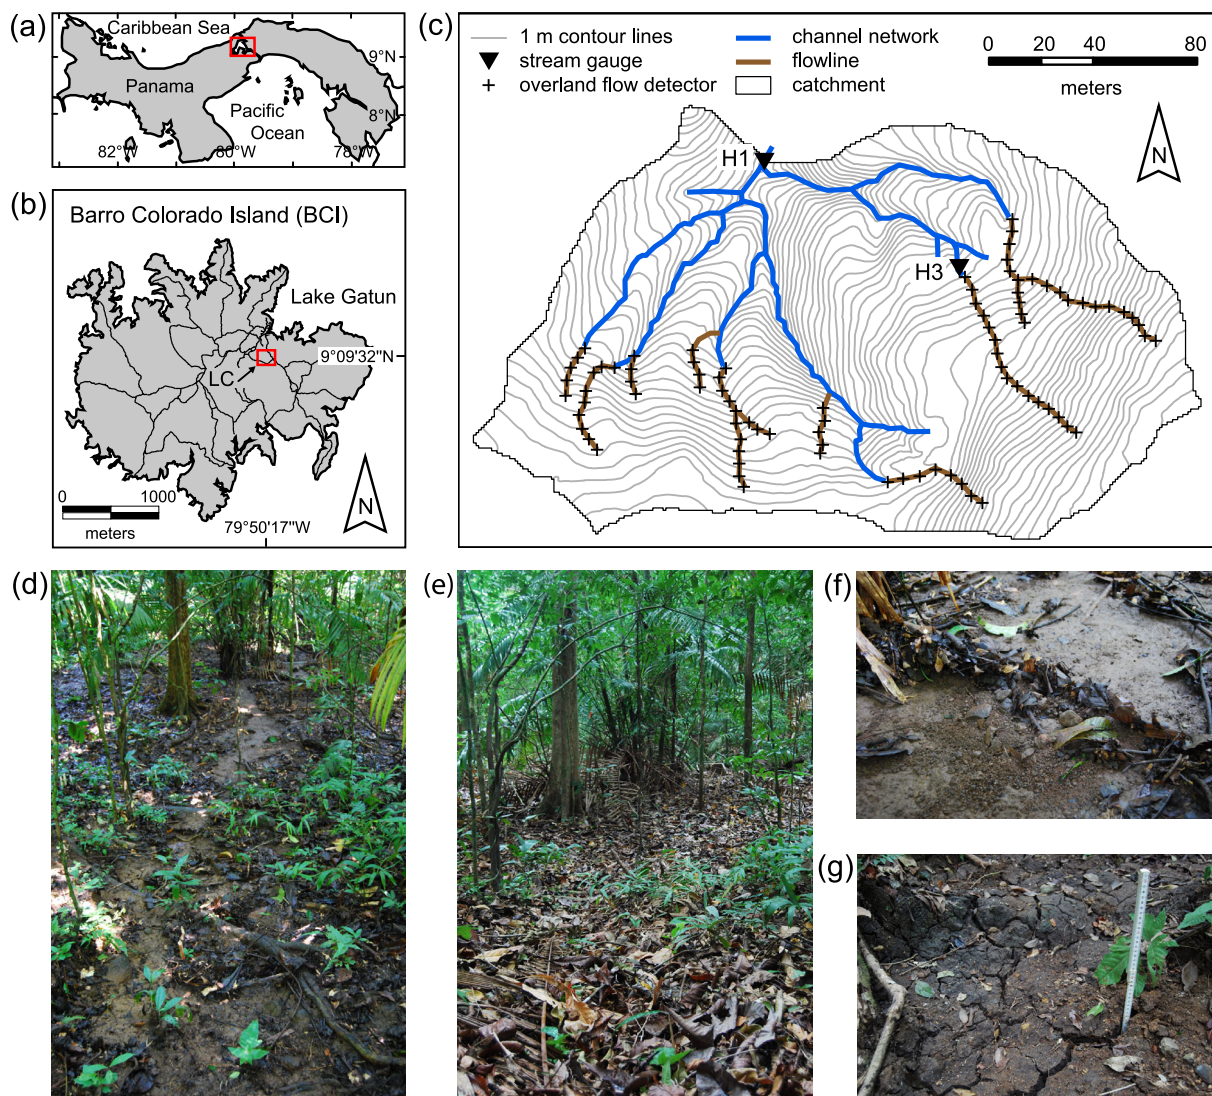 (a)
Caribbean Sea
Panama
Pacific
Ocean
9°N
8°N
82°W
80°W
78°W
(b)
Barro Colorado Island (BCI)
Lake Gatun
9°09'32"N
LC
0 1000
meters
79°50'17"W
N
(c)
1 m contour lines
stream gauge
overland flow detector
channel network
flowline
catchment
0 20 40 80
meters
N
H1
H3
(d)
(e)
(f)
(g)